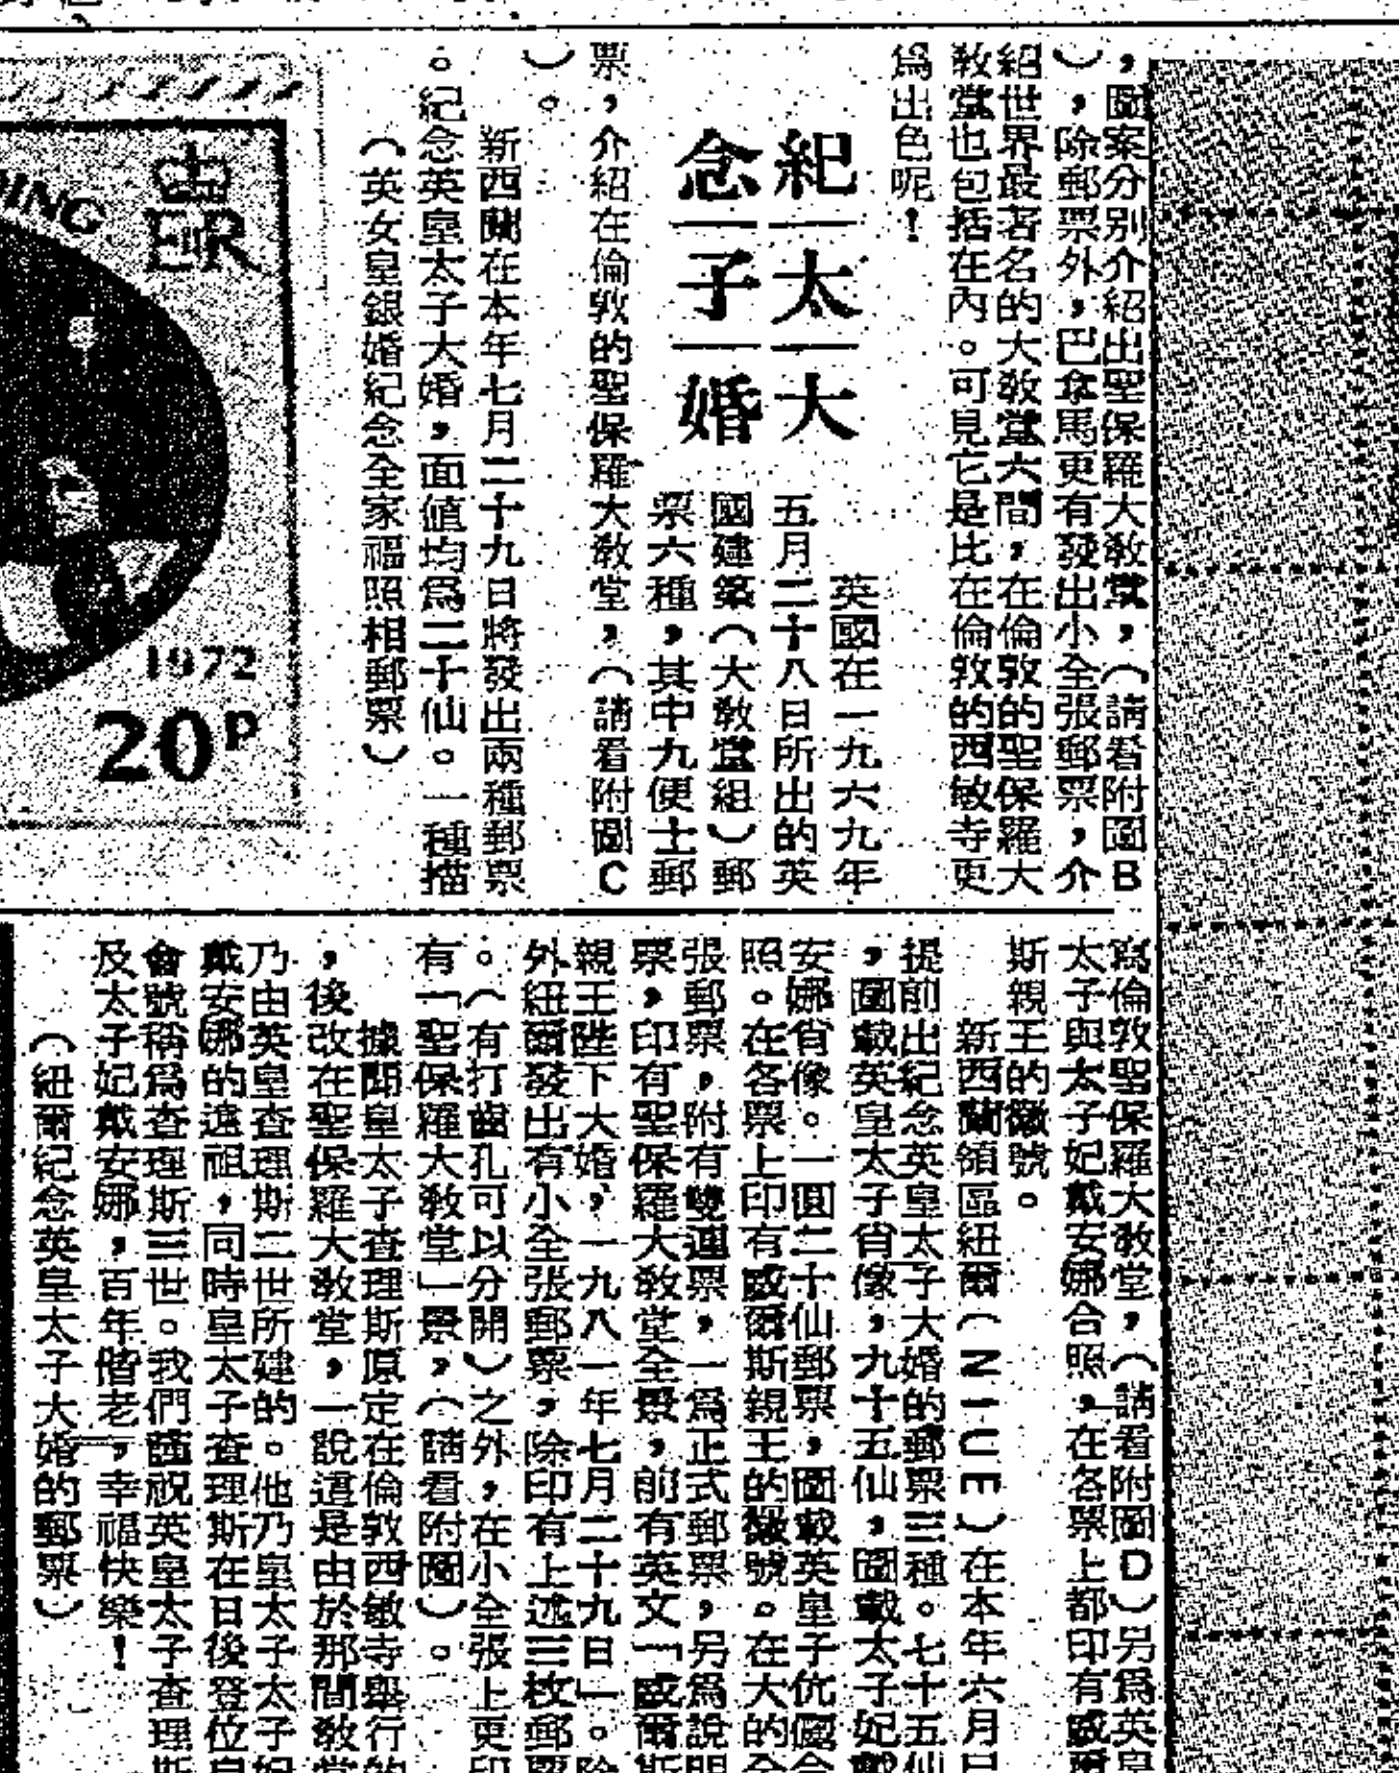 ，圖案分別介紹出聖保羅大教堂，（請看附圖B
），除郵票外，巴拿馬更有發出小全張郵票，介
紹世界最著名的大教堂六間，在倫敦的聖保羅大
教堂也包括在內。可見它是比在倫敦的西敏寺更
爲出色呢！
紀太大
念子婚
英國在一九六九年
五月二十八日所出的英
國建築（大教堂組）郵
票六種，其中九便士郵
票，介紹在倫敦的聖保羅大教堂，（請看附圖C
）。
新西蘭在本年七月二十九日將發出兩種郵票
。紀念英皇太子大婚，面值均爲二十仙。一種描
（英女皇銀婚紀念全家福照相郵票）
ING
EIIR
1972
20P
爲倫敦聖保羅大教堂，（請看附圖D）另爲英皇
太子與太子妃戴安娜合照，在各票上都印有威爾
斯親王的徽號。
新西蘭領區紐爾（NIUE）在本年六月
提前出紀念英皇太子大婚的郵票三種。七十五仙
，圖載英皇太子肖像，九十五仙，圖載太子妃戴
安娜肖像。一圓二十仙郵票，圖載英皇子伉儷合
照。在各票上印有威爾斯親王的徽號。在大的全
張郵票，附有雙連票，一爲正式郵票，另爲說明
票，印有聖保羅大教堂全景，前有英文「威爾斯
親王陛下大婚，一九八一年七月二十九日」。除
外紐爾發出有小全張郵票，除印有上述三枚郵票
。（有打齒孔可以分開）之外，在小全張上更印
有「聖保羅大教堂」一景，（請看附圖）。
據聞皇太子查理斯原定在倫敦西敏寺舉行的
，後改在聖保羅大教堂，一說這是由於那間教堂
乃由英皇查理斯二世所建的。他乃皇太子太子妃
戴安娜的遠祖，同時皇太子查理斯在日後登位
會號稱爲查理斯三世。我們謹祝英皇太子查理斯
及太子妃戴安娜，百年偕老，幸福快樂！
（紐爾紀念英皇太子大婚的郵票）